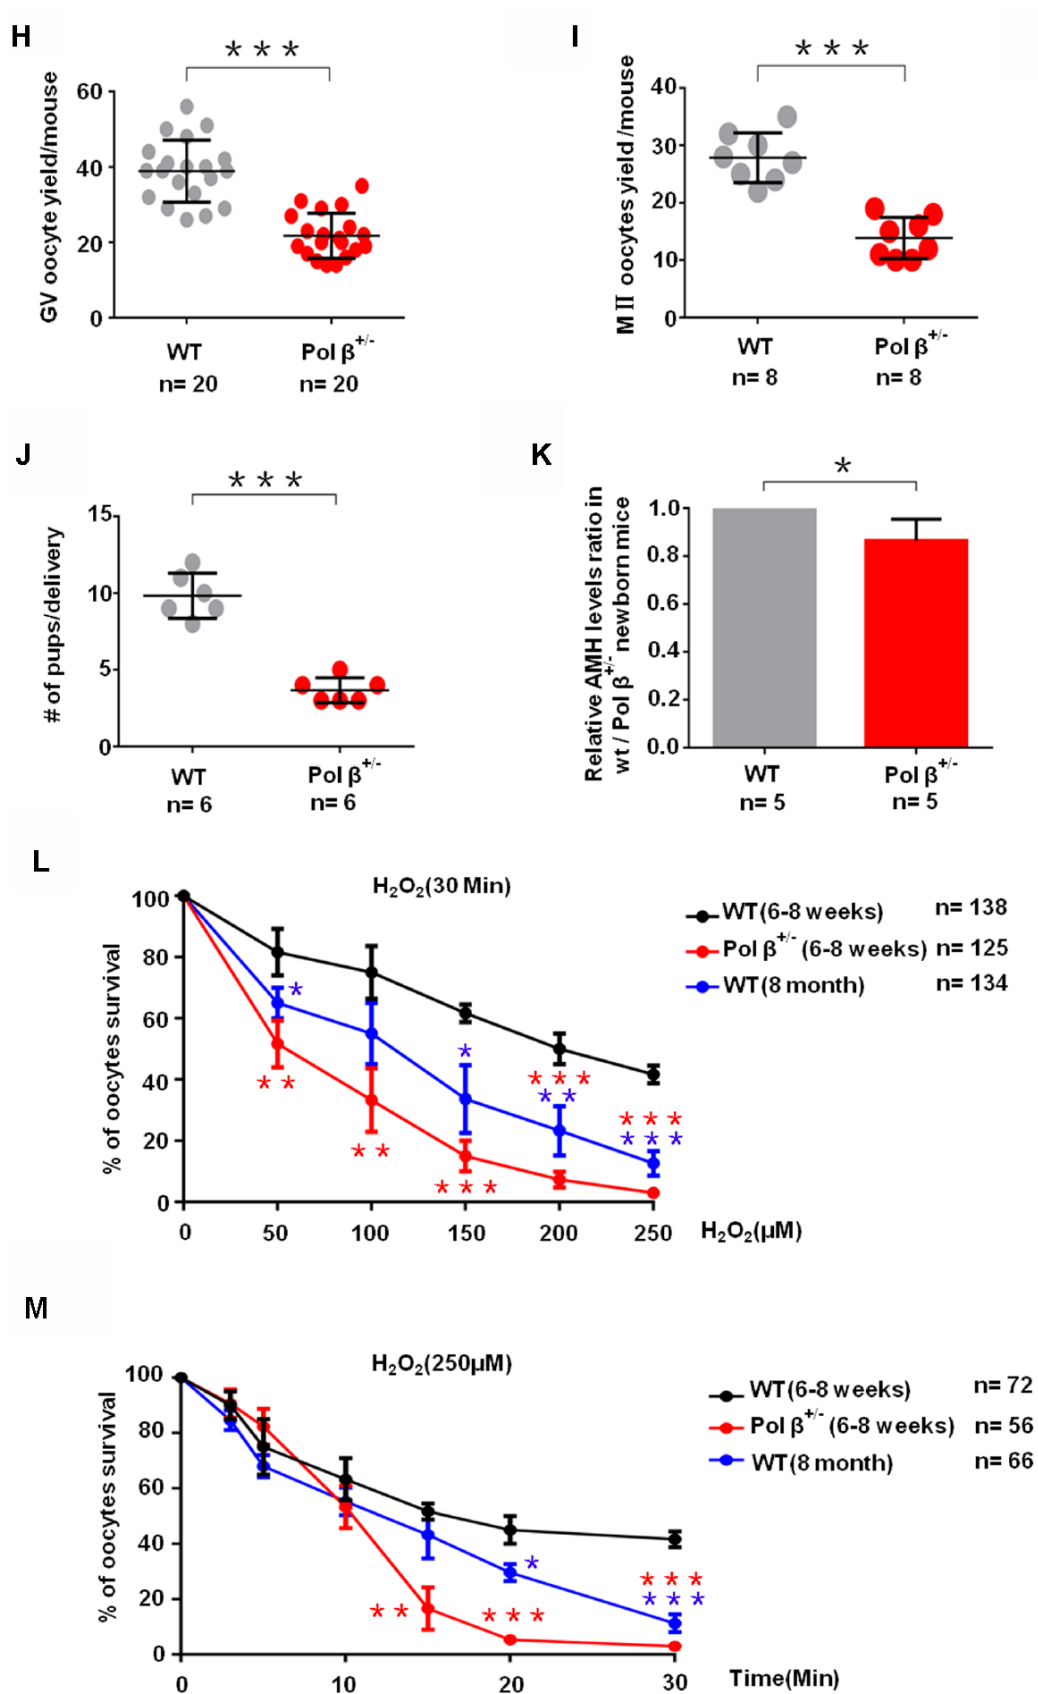 H
* * *
GV oocyte yield/mouse
60
40
20
0
WT
Pol β+/-
n= 20
n= 20
I
* * *
M II oocytes yield /mouse
40
30
20
10
0
WT
Pol β+/-
n= 8
n= 8
J
* * *
# of pups/delivery
15
10
5
0
WT
Pol β+/-
n= 6
n= 6
K
*
Relative AMH levels ratio in
wt / Pol β+/- newborn mice
1.0
0.8
0.6
0.4
0.2
0.0
WT
Pol β+/-
n= 5
n= 5
L
H₂O₂(30 Min)
% of oocytes survival
100
80
60
40
20
0
*
* *
* *
*
* * *
* * *
* *
* * *
* * *
0 50 100 150 200 250
H₂O₂(µM)
WT(6-8 weeks) n= 138
Pol β+/- (6-8 weeks) n= 125
WT(8 month) n= 134
M
H₂O₂(250µM)
% of oocytes survival
100
80
60
40
20
0
* *
*
* * *
* * *
* * *
0 10 20 30
Time(Min)
WT(6-8 weeks) n= 72
Pol β+/- (6-8 weeks) n= 56
WT(8 month) n= 66